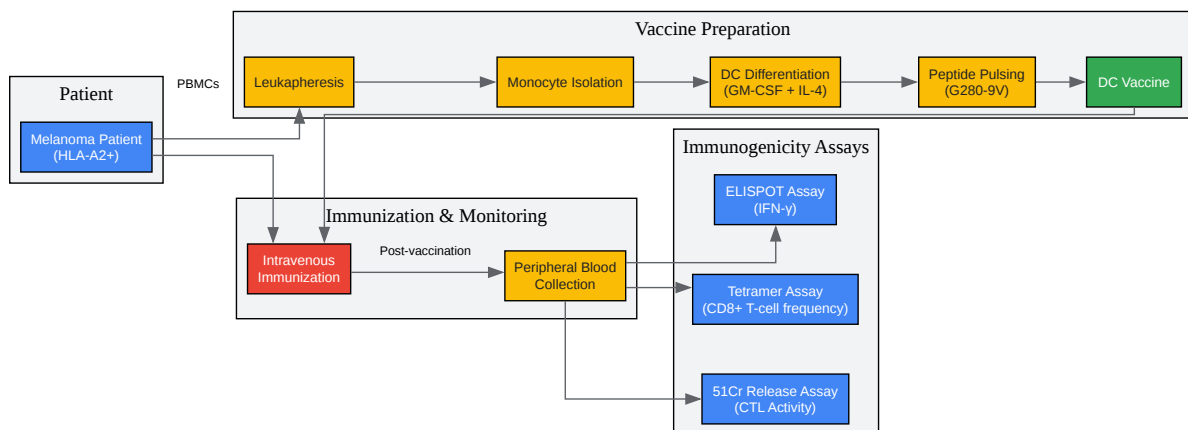 Vaccine Preparation
Leukapheresis
Monocyte Isolation
DC Differentiation
(GM-CSF + IL-4)
Peptide Pulsing
(G280-9V)
DC Vaccine
PBMCs
Patient
Melanoma Patient
(HLA-A2+)
Immunization & Monitoring
Intravenous
Immunization
Post-vaccination
Peripheral Blood
Collection
Immunogenicity Assays
ELISPOT Assay
(IFN-γ)
Tetramer Assay
(CD8+ T-cell frequency)
51Cr Release Assay
(CTL Activity)